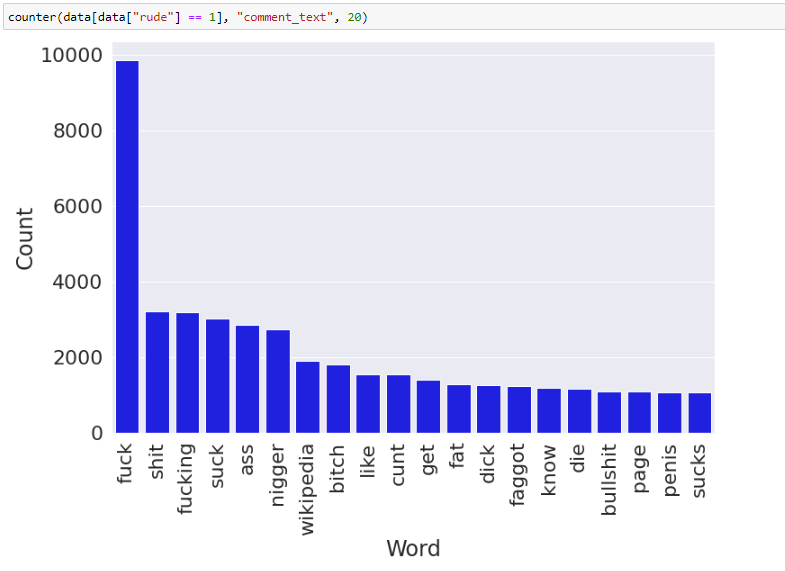 counter(data[data["rude"] == 1], "comment_text", 20)
10000
8000
6000
4000
2000
0
Count
fuck
shit
fucking
suck
ass
nigger
wikipedia
bitch
like
cunt
get
fat
dick
faggot
know
die
bullshit
page
penis
sucks
Word